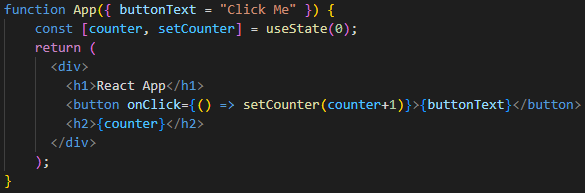 function App({ buttonText = "Click Me" }) {
  const [counter, setCounter] = useState(0);
  return (
    <div>
      <h1>React App</h1>
      <button onClick={() => setCounter(counter+1)}>{buttonText}</button>
      <h2>{counter}</h2>
    </div>
  );
}